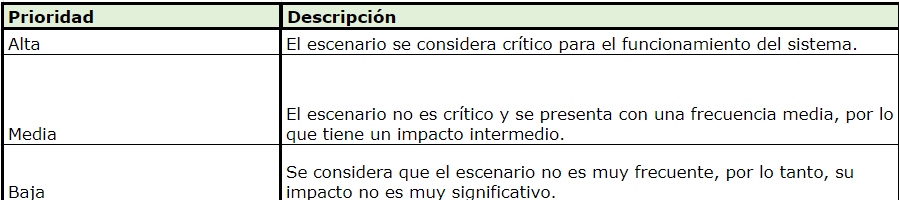 Prioridad Descripción
Alta El escenario se considera crítico para el funcionamiento del sistema.
El escenario no es crítico y se presenta con una frecuencia media, por lo
Media que tiene un impacto intermedio.
Se considera que el escenario no es muy frecuente, por lo tanto, su
Baja impacto no es muy significativo.